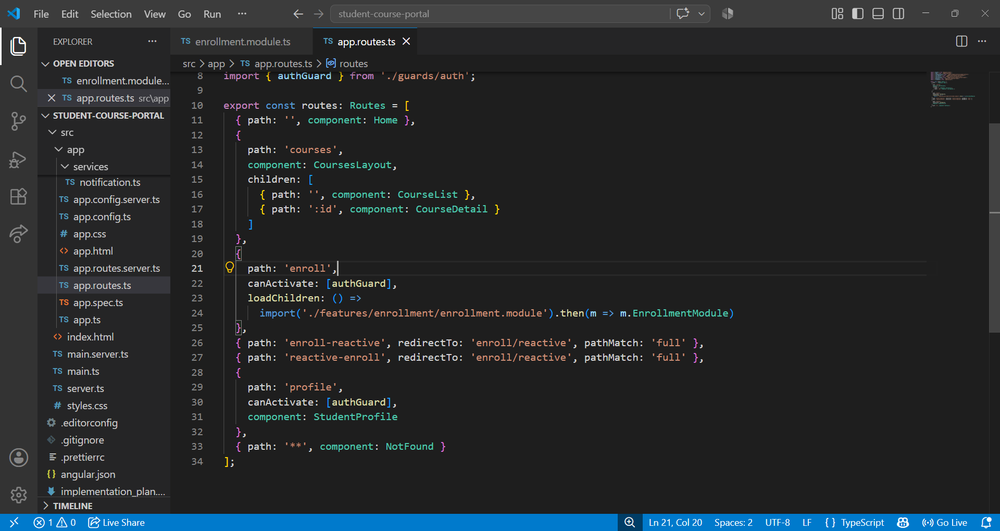 File Edit Selection View Go Run ··· student-course-portal
EXPLORER ···
OPEN EDITORS
TS enrollment.module...
TS app.routes.ts src\app
STUDENT-COURSE-PORTAL
src
app
services
TS notification.ts
TS app.config.server.ts
TS app.config.ts
# app.css
<> app.html
TS app.routes.server.ts
TS app.routes.ts
TS app.spec.ts
TS app.ts
<> index.html
TS main.server.ts
TS main.ts
TS server.ts
# styles.css
.editorconfig
.gitignore
.prettierrc
{} angular.json
implementation_plan....
TIMELINE
TS enrollment.module.ts TS app.routes.ts
src > app > TS app.routes.ts > routes
8 import { authGuard } from './guards/auth';
9
10 export const routes: Routes = [
11   { path: '', component: Home },
12   {
13     path: 'courses',
14     component: CoursesLayout,
15     children: [
16       { path: '', component: CourseList },
17       { path: ':id', component: CourseDetail }
18     ]
19   },
20   {
21     path: 'enroll',
22     canActivate: [authGuard],
23     loadChildren: () =>
24       import('./features/enrollment/enrollment.module').then(m => m.EnrollmentModule)
25   },
26   { path: 'enroll-reactive', redirectTo: 'enroll/reactive', pathMatch: 'full' },
27   { path: 'reactive-enroll', redirectTo: 'enroll/reactive', pathMatch: 'full' },
28   {
29     path: 'profile',
30     canActivate: [authGuard],
31     component: StudentProfile
32   },
33   { path: '**', component: NotFound }
34 ];
1 0 Live Share Ln 21, Col 20 Spaces: 2 UTF-8 LF {} TypeScript Go Live